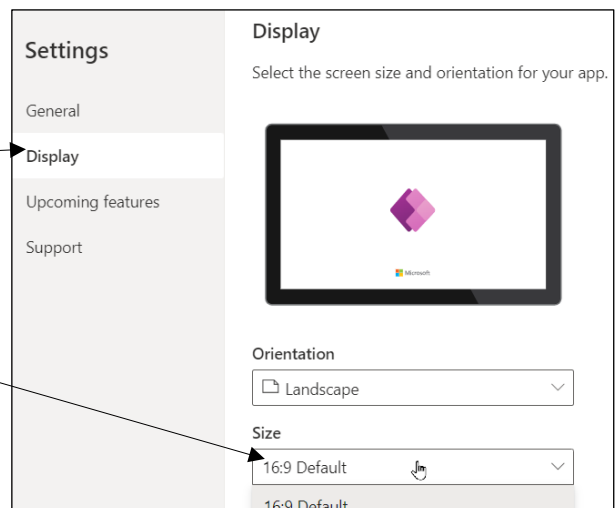 Settings
General
Display
Upcoming features
Support
Display
Select the screen size and orientation for your app.
Microsoft
Orientation
Landscape
Size
16:9 Default
16:9 Default